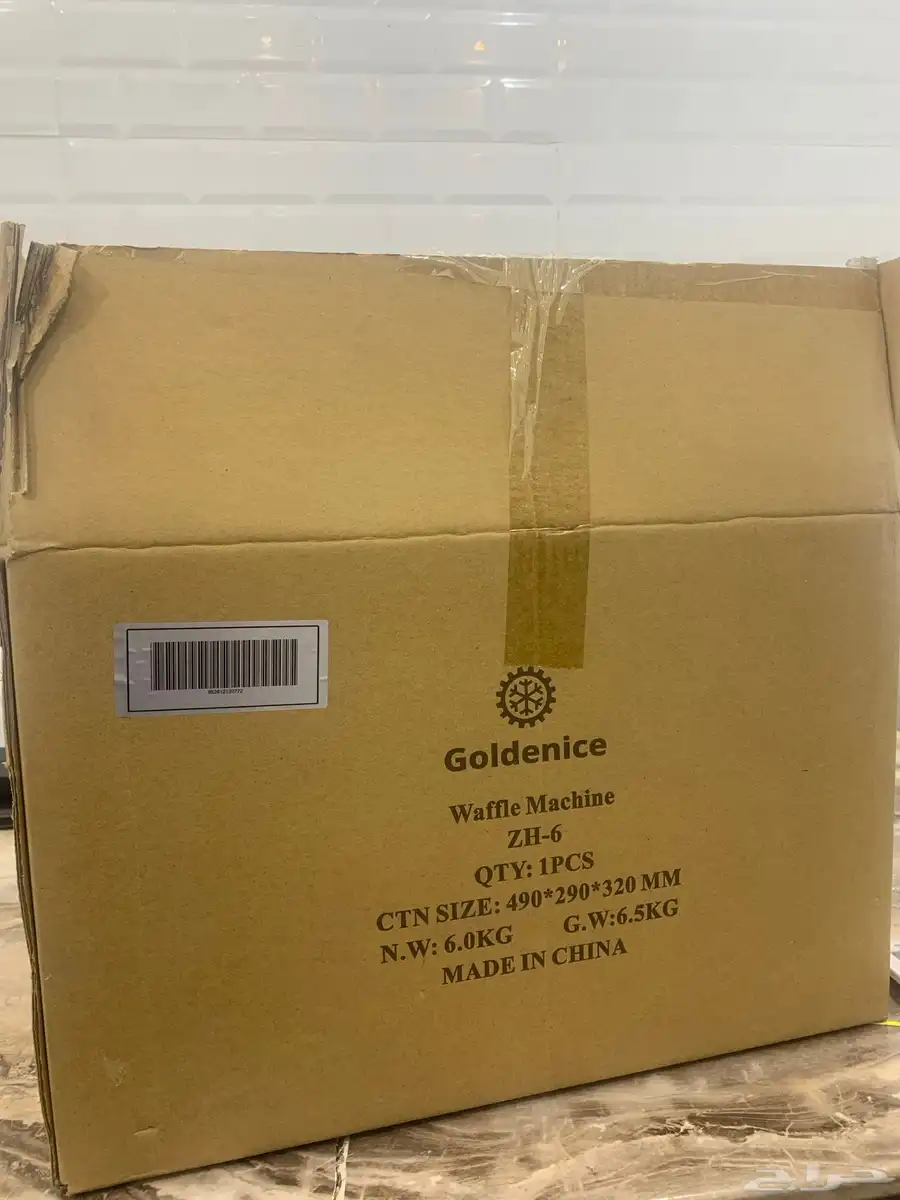 Goldenice
Waffle Machine
ZH-6
QTY: 1PCS
CTN SIZE: 490*290*320 MM
N.W: 6.0KG G.W:6.5KG
MADE IN CHINA
حراج